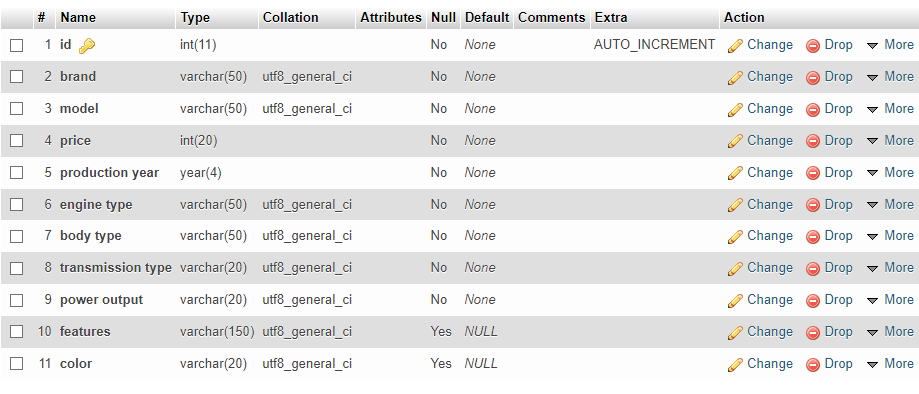 # Name Type Collation Attributes Null Default Comments Extra Action
1 id int(11) No None AUTO_INCREMENT Change Drop More
2 brand varchar(50) utf8_general_ci No None Change Drop More
3 model varchar(50) utf8_general_ci No None Change Drop More
4 price int(20) No None Change Drop More
5 production year year(4) No None Change Drop More
6 engine type varchar(50) utf8_general_ci No None Change Drop More
7 body type varchar(50) utf8_general_ci No None Change Drop More
8 transmission type varchar(20) utf8_general_ci No None Change Drop More
9 power output varchar(20) utf8_general_ci No None Change Drop More
10 features varchar(150) utf8_general_ci Yes NULL Change Drop More
11 color varchar(20) utf8_general_ci Yes NULL Change Drop More